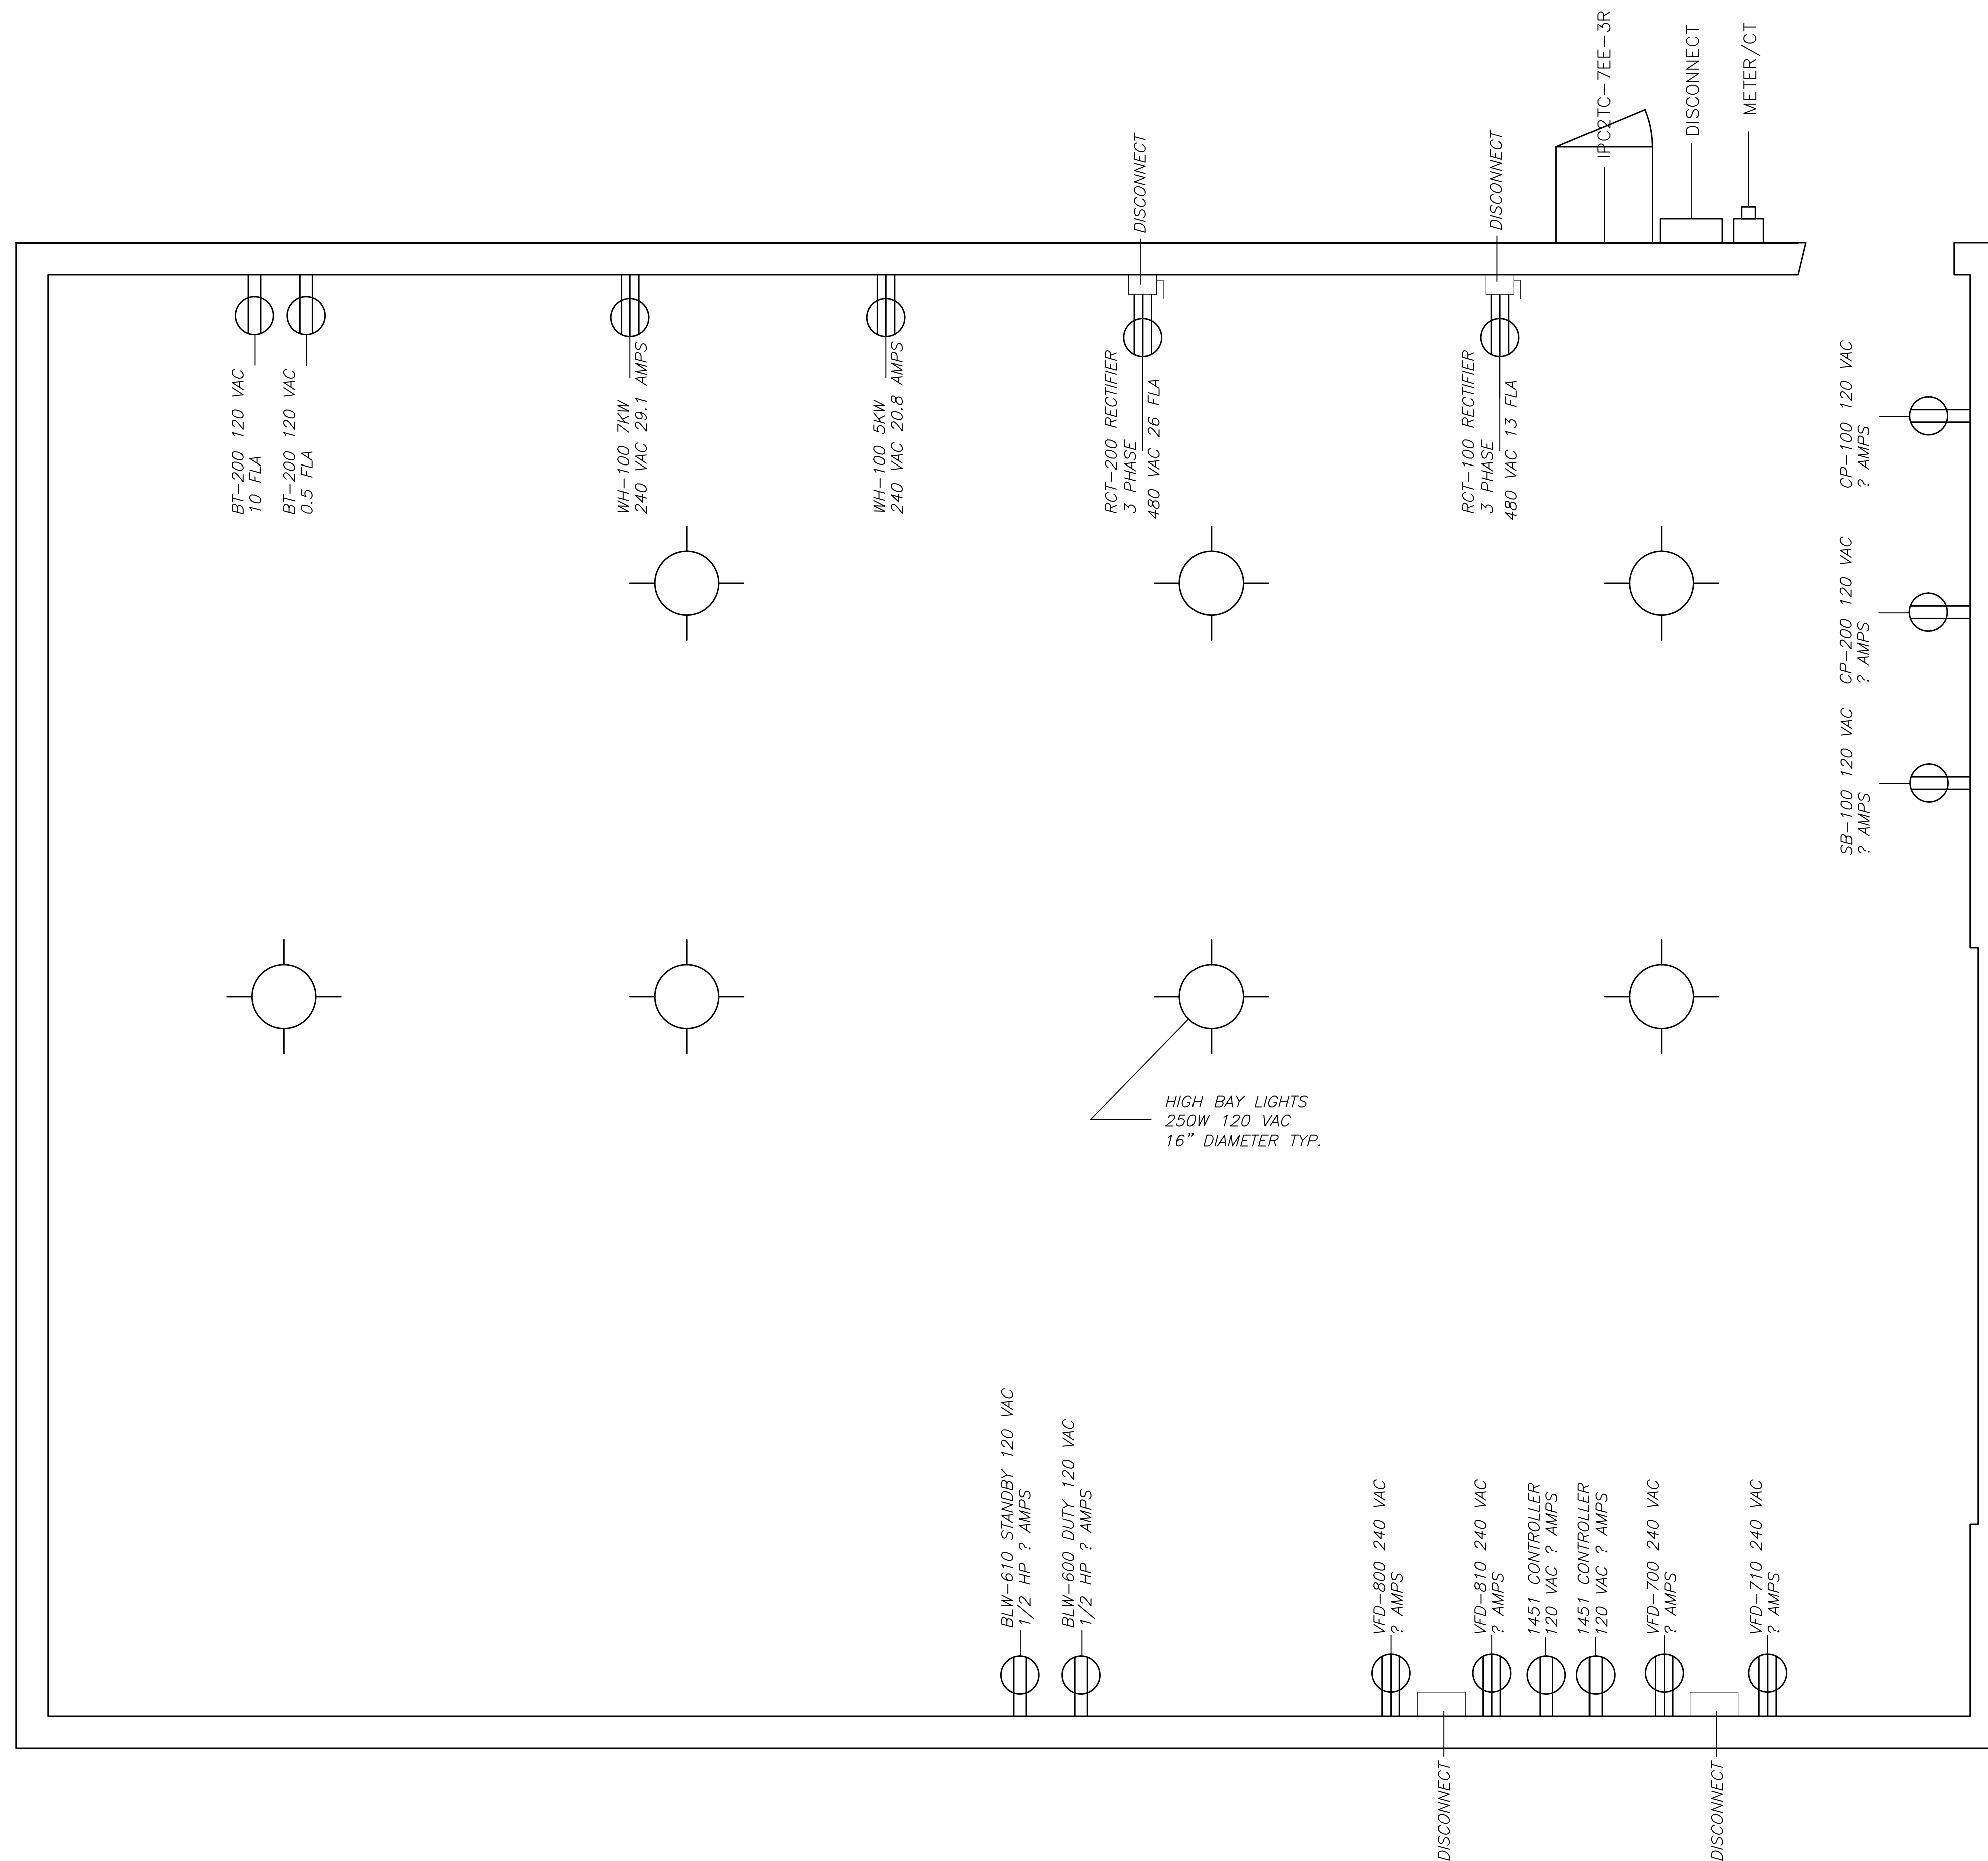 IPC2TC-7EE-3R
DISCONNECT
METER/CT
DISCONNECT
DISCONNECT
BT-200 120 VAC
10 FLA
BT-200 120 VAC
0.5 FLA
WH-100 7KW
240 VAC 29.1 AMPS
WH-100 5KW
240 VAC 20.8 AMPS
RCT-200 RECTIFIER
3 PHASE
480 VAC 26 FLA
RCT-100 RECTIFIER
3 PHASE
480 VAC 13 FLA
CP-100 120 VAC
? AMPS
CP-200 120 VAC
? AMPS
SB-100 120 VAC
? AMPS
HIGH BAY LIGHTS
250W 120 VAC
16" DIAMETER TYP.
BLW-610 STANDBY 120 VAC
1/2 HP ? AMPS
BLW-600 DUTY 120 VAC
1/2 HP ? AMPS
VFD-800 240 VAC
? AMPS
VFD-810 240 VAC
? AMPS
1451 CONTROLLER
120 VAC ? AMPS
1451 CONTROLLER
120 VAC ? AMPS
VFD-700 240 VAC
? AMPS
VFD-710 240 VAC
? AMPS
DISCONNECT
DISCONNECT